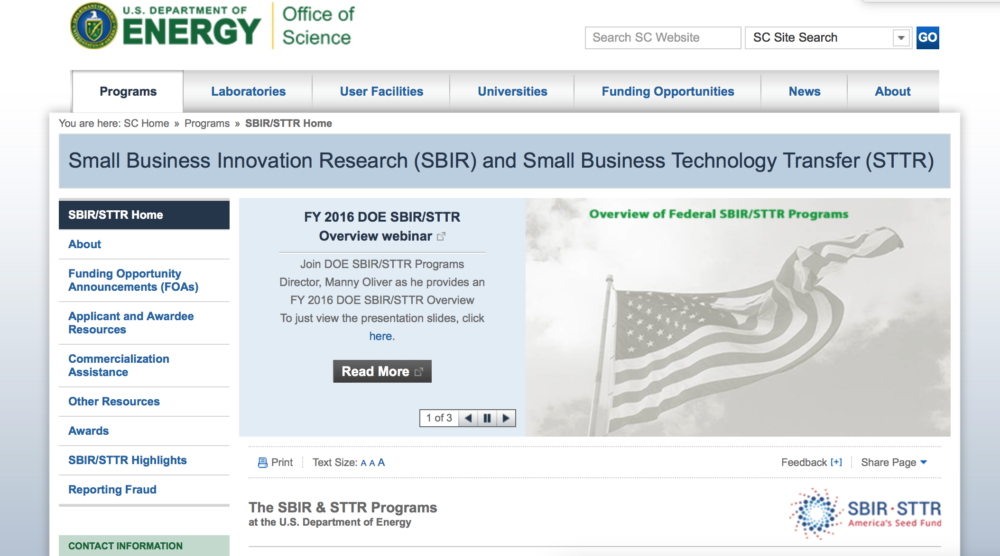 U.S. DEPARTMENT OF
ENERGY
Office of
Science
Search SC Website
SC Site Search
GO
Programs
Laboratories
User Facilities
Universities
Funding Opportunities
News
About
You are here: SC Home » Programs » SBIR/STTR Home
Small Business Innovation Research (SBIR) and Small Business Technology Transfer (STTR)
SBIR/STTR Home
About
Funding Opportunity
Announcements (FOAs)
Applicant and Awardee
Resources
Commercialization
Assistance
Other Resources
Awards
SBIR/STTR Highlights
Reporting Fraud
CONTACT INFORMATION
FY 2016 DOE SBIR/STTR
Overview webinar
Join DOE SBIR/STTR Programs
Director, Manny Oliver as he provides an
FY 2016 DOE SBIR/STTR Overview
To just view the presentation slides, click
here.
Read More
1 of 3
Overview of Federal SBIR/STTR Programs
Print
Text Size: A A A
Feedback [+]
Share Page
The SBIR & STTR Programs
at the U.S. Department of Energy
SBIR·STTR
America's Seed Fund